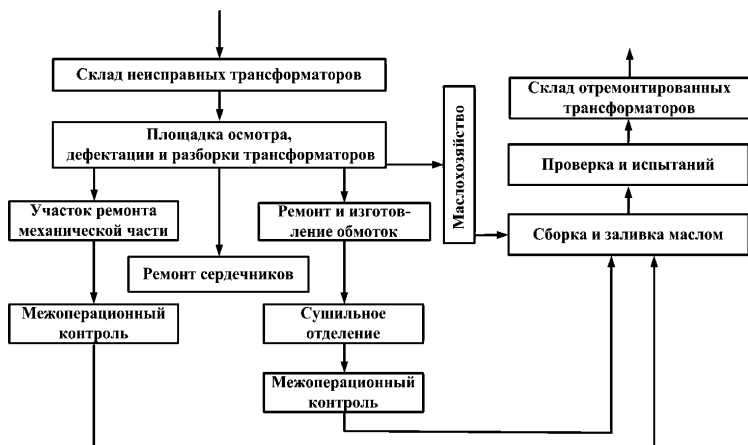 Склад неисправных трансформаторов
Площадка осмотра,
дефектации и разборки трансформаторов
Участок ремонта
механической части
Ремонт сердечников
Межоперационный
контроль
Ремонт и изготов-
ление обмоток
Сушильное
отделение
Межоперационный
контроль
Маслохозяйство
Склад отремонтированных
трансформаторов
Проверка и испытаний
Сборка и заливка маслом